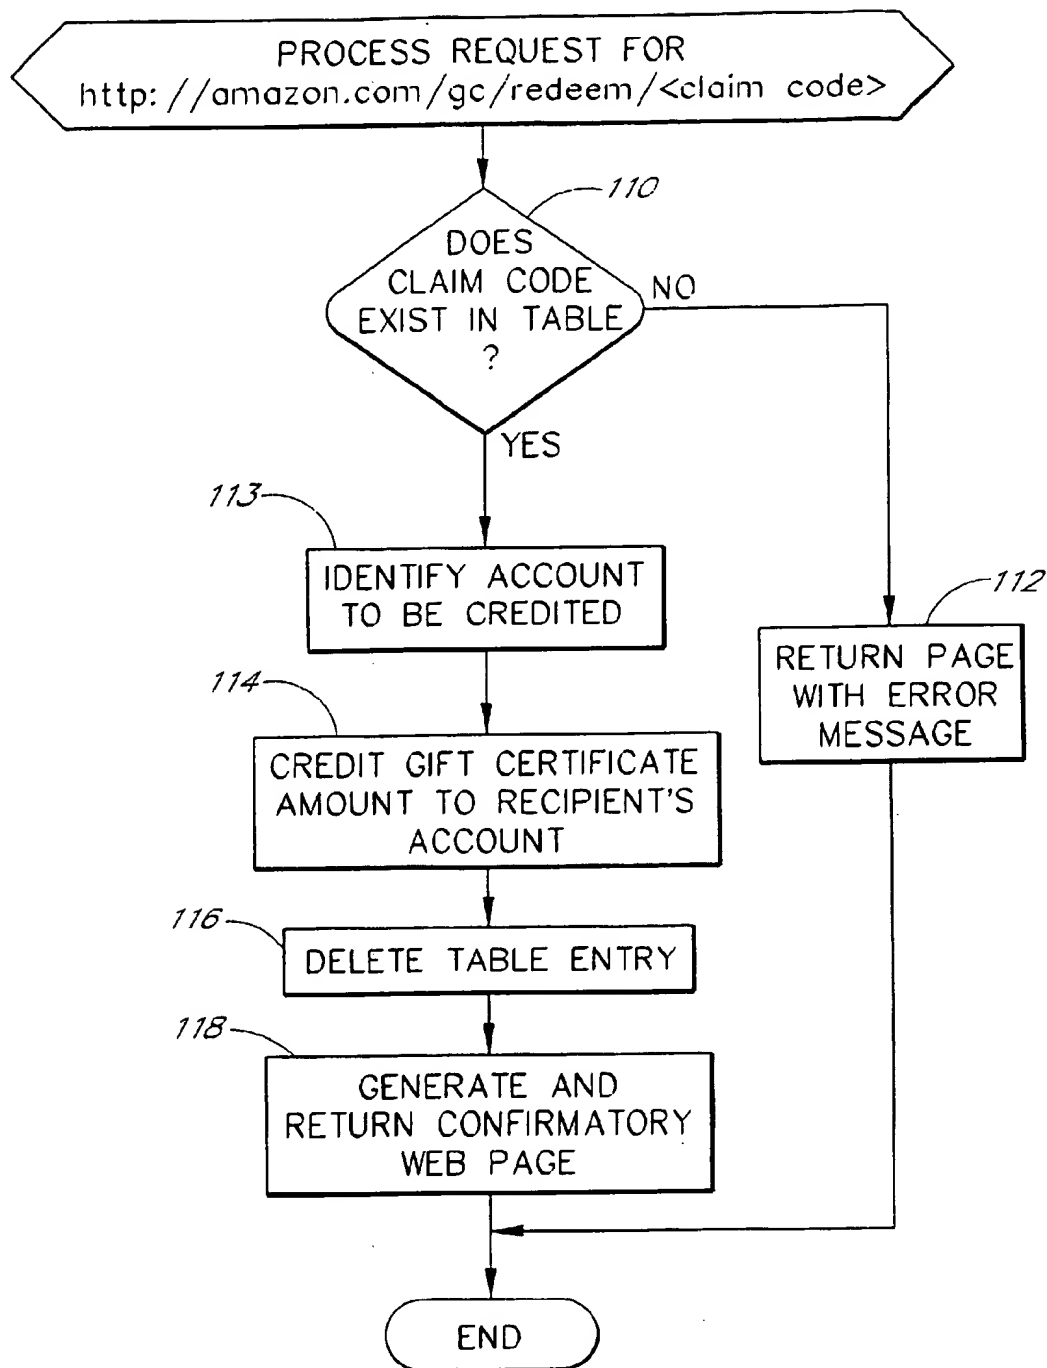 PROCESS REQUEST FOR
http://amazon.com/gc/redeem/<claim code>
110
DOES
CLAIM CODE
EXIST IN TABLE
?
NO
YES
113
IDENTIFY ACCOUNT
TO BE CREDITED
112
RETURN PAGE
WITH ERROR
MESSAGE
114
CREDIT GIFT CERTIFICATE
AMOUNT TO RECIPIENT'S
ACCOUNT
116
DELETE TABLE ENTRY
118
GENERATE AND
RETURN CONFIRMATORY
WEB PAGE
END